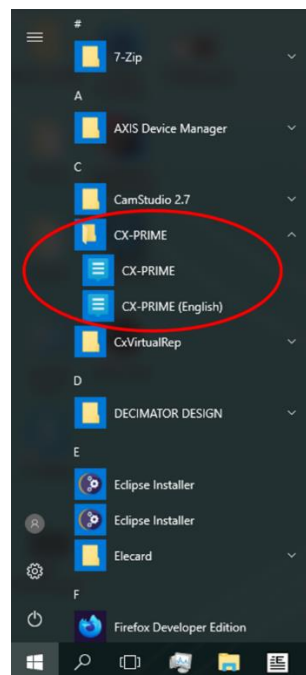 #
7-Zip
A
AXIS Device Manager
C
CamStudio 2.7
CX-PRIME
CX-PRIME
CX-PRIME (English)
CxVirtualRep
D
DECIMATOR DESIGN
E
Eclipse Installer
Eclipse Installer
Elecard
F
Firefox Developer Edition